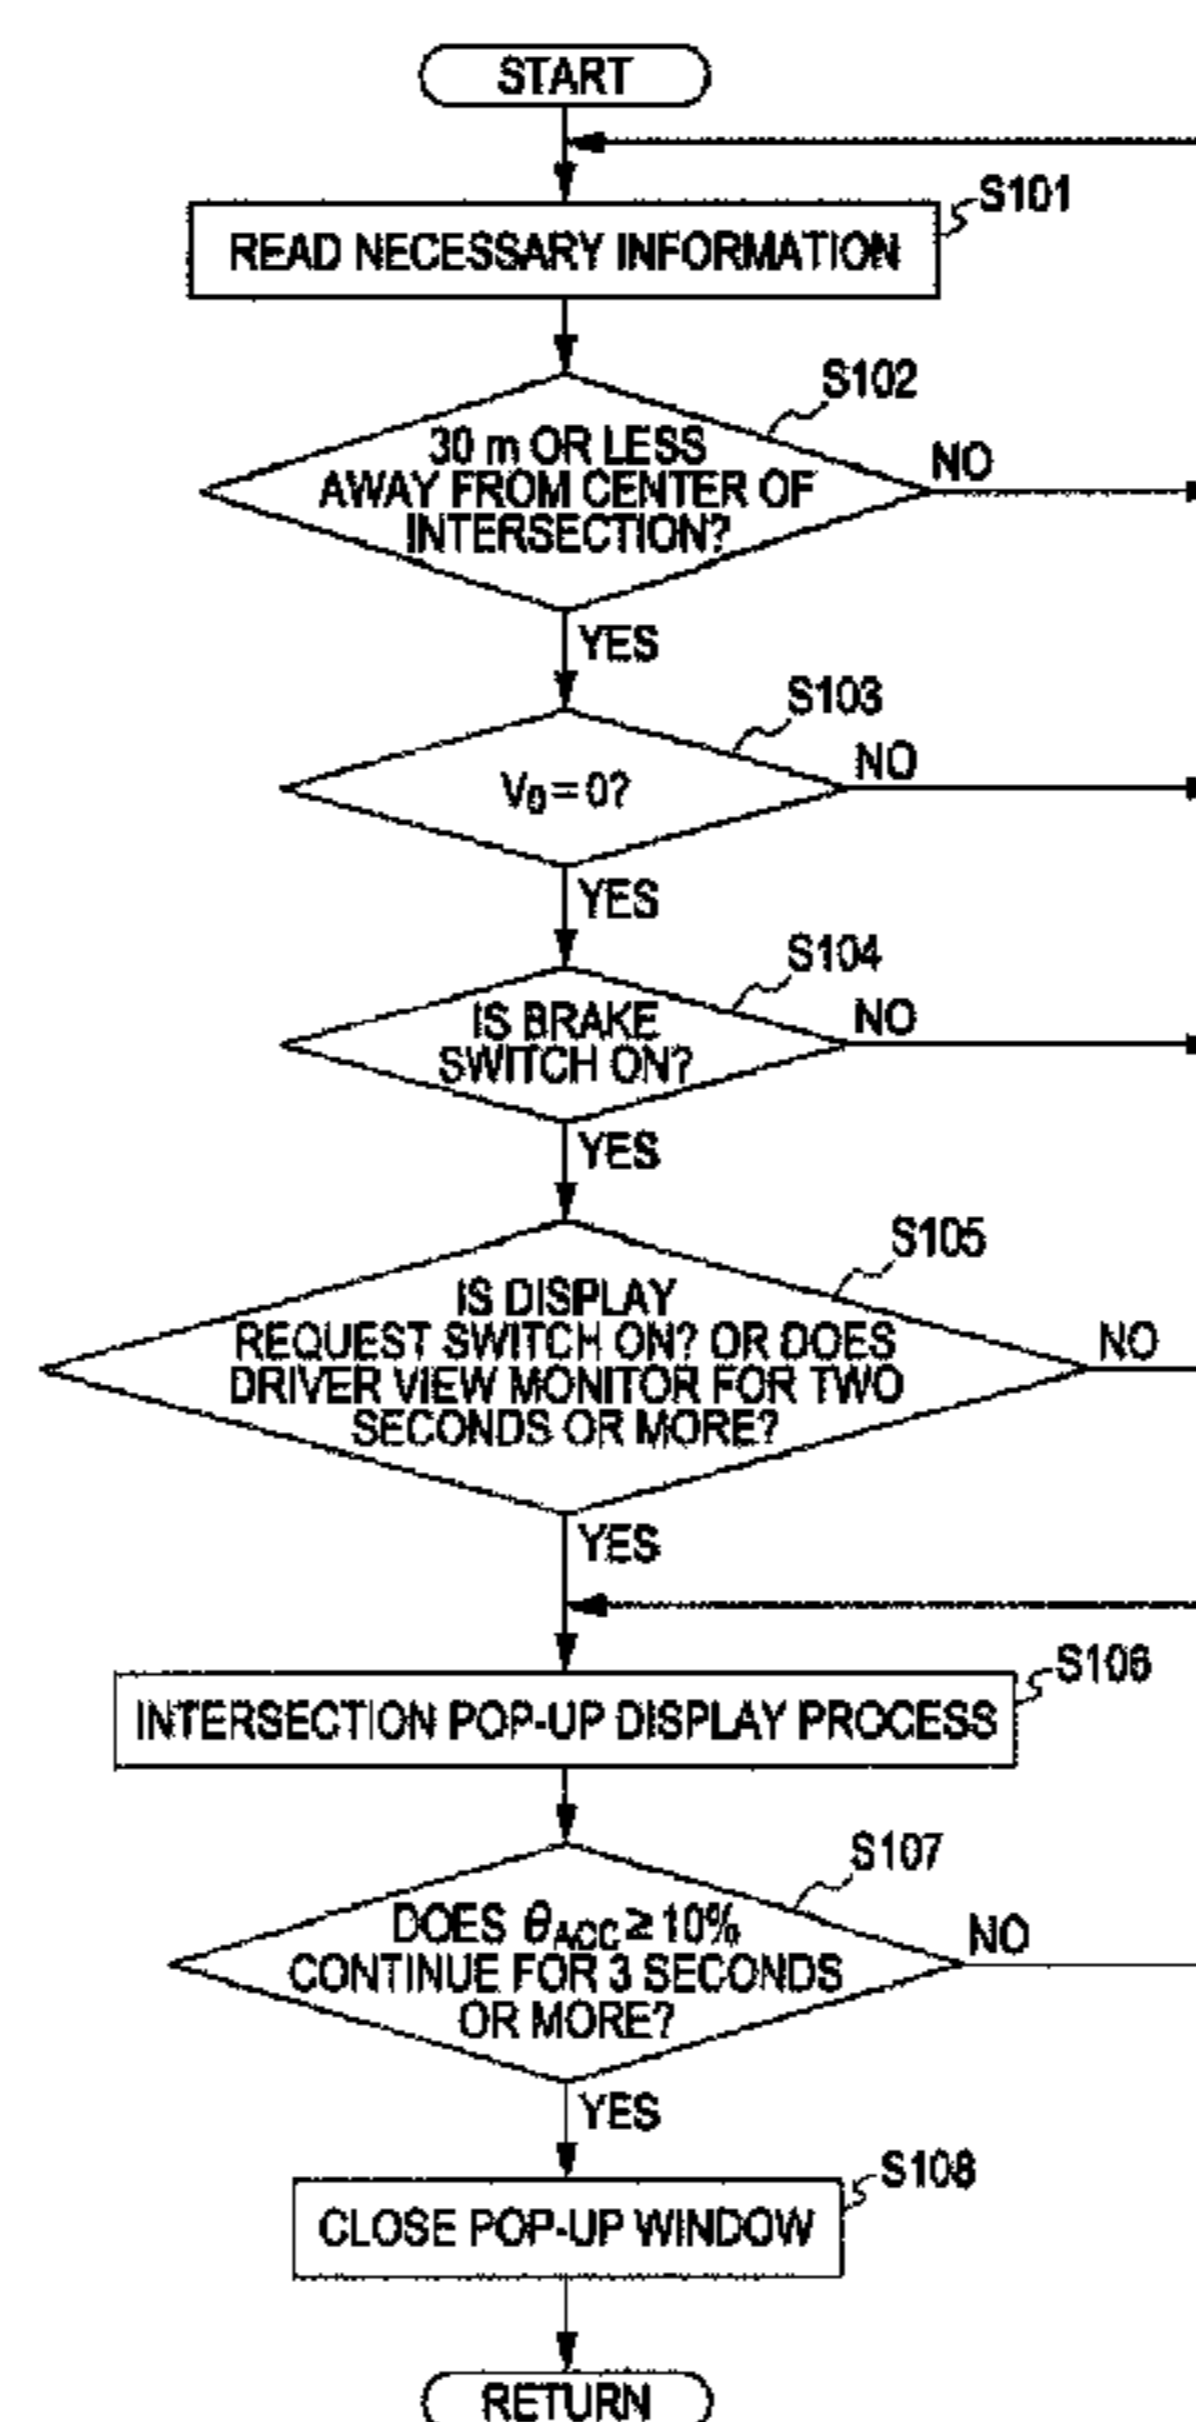 START
S101
READ NECESSARY INFORMATION
S102
30 m OR LESS
AWAY FROM CENTER OF
INTERSECTION?
NO
YES
S103
V0 = 0?
NO
YES
S104
IS BRAKE
SWITCH ON?
NO
YES
S105
IS DISPLAY
REQUEST SWITCH ON? OR DOES
DRIVER VIEW MONITOR FOR TWO
SECONDS OR MORE?
NO
YES
S106
INTERSECTION POP-UP DISPLAY PROCESS
S107
DOES θACC ≥ 10%
CONTINUE FOR 3 SECONDS
OR MORE?
NO
YES
S108
CLOSE POP-UP WINDOW
RETURN